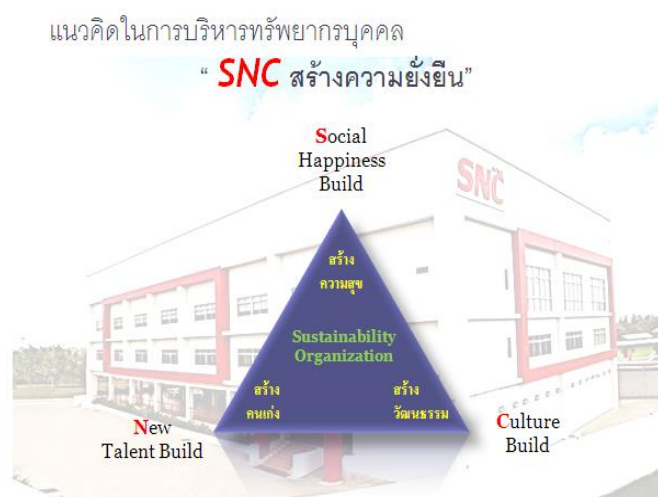 แนวคิดในการบริหารทรัพยากรบุคคล
“ SNC สร้างความยั่งยืน”
Social
Happiness
Build
SNC
สร้าง
ความสุข
Sustainability
Organization
สร้าง
คนเก่ง
สร้าง
วัฒนธรรม
New
Talent Build
Culture
Build